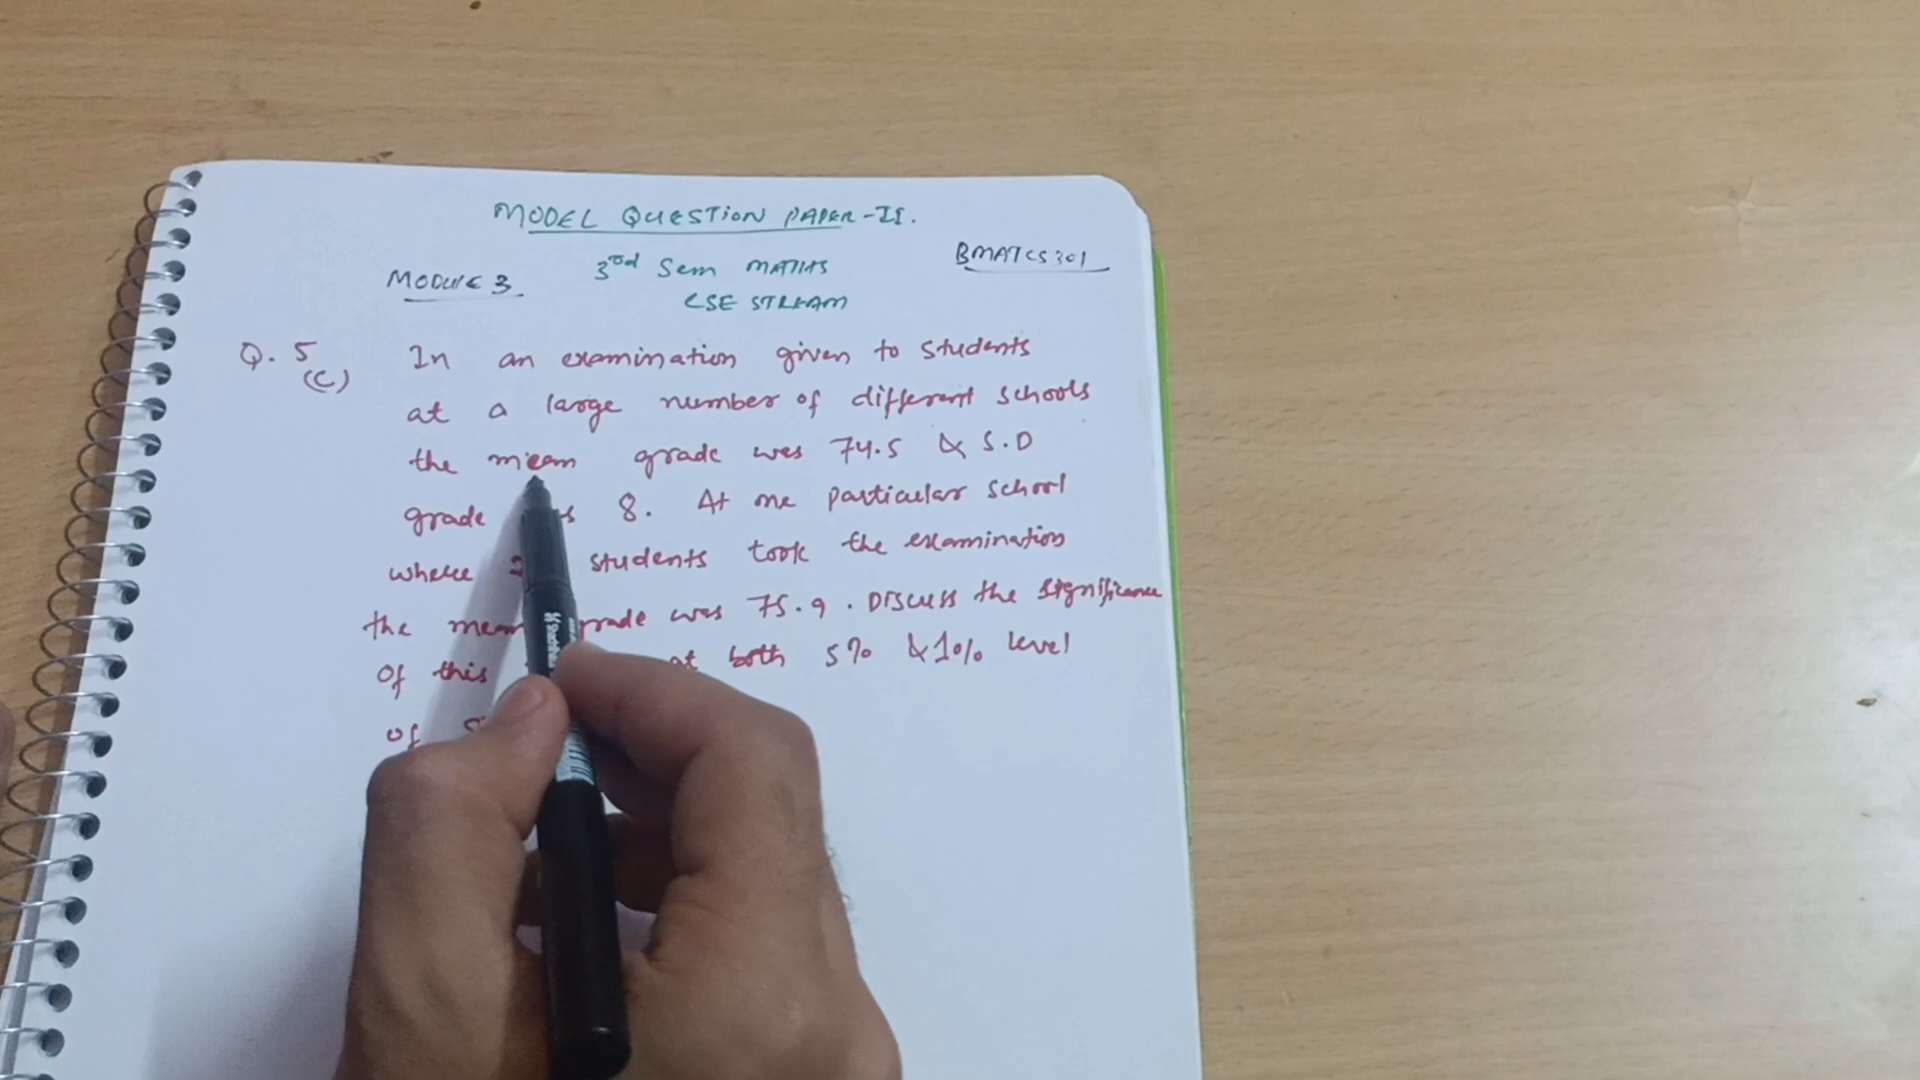 MODEL QUESTION PAPER-II.
3rd Sem MATHS
BMATCS301
MODULE 3
CSE STREAM
Q. 5 (C) In an examination given to students
at a large number of different schools
the mean grade was 74.5 & S.D
grade 8. At one particular school
where students took the examination
the mean grade was 75.9. Discuss the significance
of this at both 5% & 1% level
of